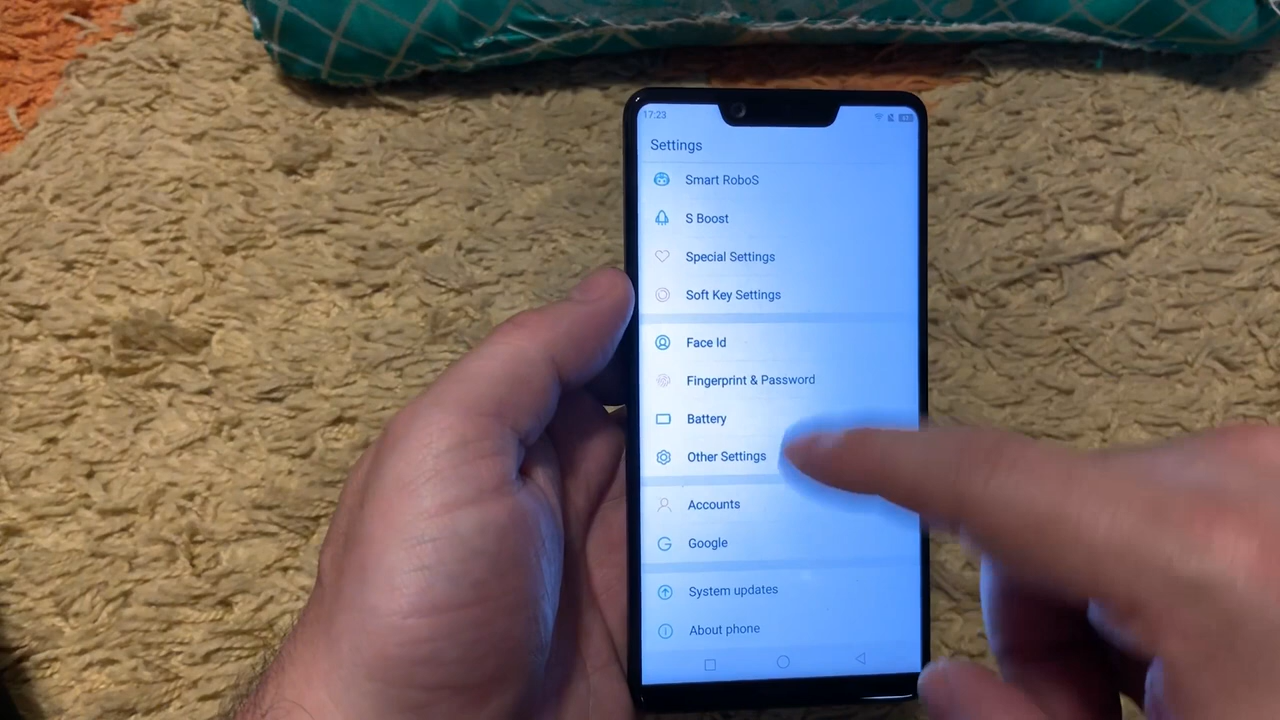 17:23
47
Settings
Smart RoboS
S Boost
Special Settings
Soft Key Settings
Face Id
Fingerprint & Password
Battery
Other Settings
Accounts
Google
System updates
About phone